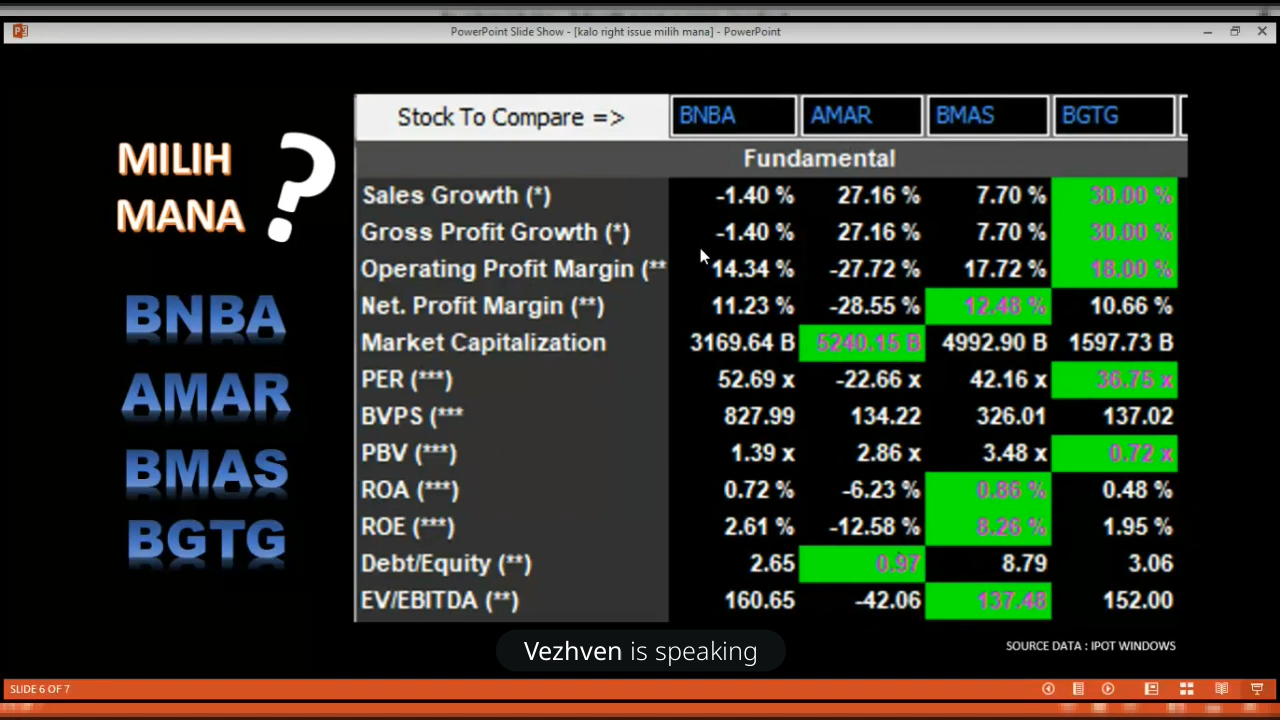 PowerPoint Slide Show - [kalo right issue milih mana] - PowerPoint
MILIH
MANA
?
BNBA
AMAR
BMAS
BGTG
Stock To Compare => BNBA AMAR BMAS BGTG
Fundamental
Sales Growth (*) -1.40 % 27.16 % 7.70 % 30.00 %
Gross Profit Growth (*) -1.40 % 27.16 % 7.70 % 30.00 %
Operating Profit Margin (** 14.34 % -27.72 % 17.72 % 18.00 %
Net. Profit Margin (**) 11.23 % -28.55 % 12.48 % 10.66 %
Market Capitalization 3169.64 B 5240.15 B 4992.90 B 1597.73 B
PER (***) 52.69 x -22.66 x 42.16 x 36.75 x
BVPS (*** 827.99 134.22 326.01 137.02
PBV (***) 1.39 x 2.86 x 3.48 x 0.72 x
ROA (***) 0.72 % -6.23 % 0.86 % 0.48 %
ROE (***) 2.61 % -12.58 % 8.26 % 1.95 %
Debt/Equity (**) 2.65 0.97 8.79 3.06
EV/EBITDA (**) 160.65 -42.06 137.48 152.00
Vezhven is speaking
SOURCE DATA : IPOT WINDOWS
SLIDE 6 OF 7